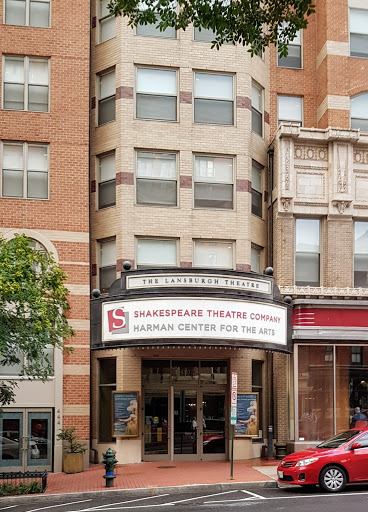 THE LANSBURGH THEATRE
S
SHAKESPEARE THEATRE COMPANY
HARMAN CENTER FOR THE ARTS